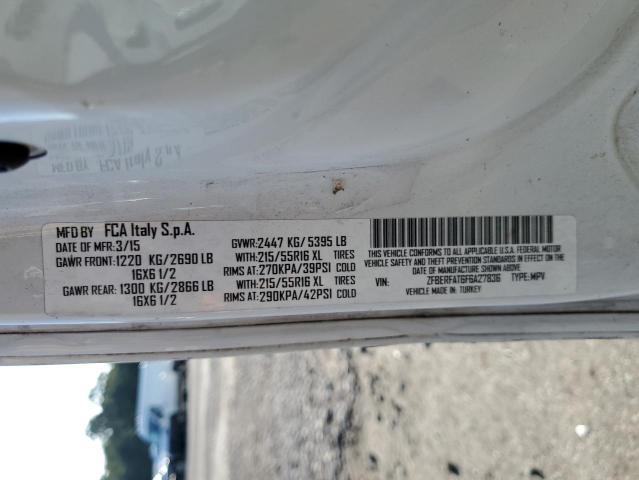 MFD BY FCA Italy S.p.A.
DATE OF MFR: 3/15 GVWR: 2447 KG/ 5395 LB
GAWR FRONT: 1220 KG/2690 LB WITH: 215/55R16 XL TIRES
16X6 1/2 RIMS AT: 270KPA/39PSI COLD
GAWR REAR: 1300 KG/2866 LB WITH: 215/55R16 XL TIRES
16X6 1/2 RIMS AT: 290KPA/42PSI COLD
THIS VEHICLE CONFORMS TO ALL APPLICABLE U.S.A. FEDERAL MOTOR
VEHICLE SAFETY, BUMPER, AND THEFT PREVENTION STANDARDS IN EFFECT ON THE DATE
OF MANUFACTURE SHOWN ABOVE.
VIN: ZFBERFAT6F6A27836 TYPE: MPV
VEHICLE MADE IN: TURKEY